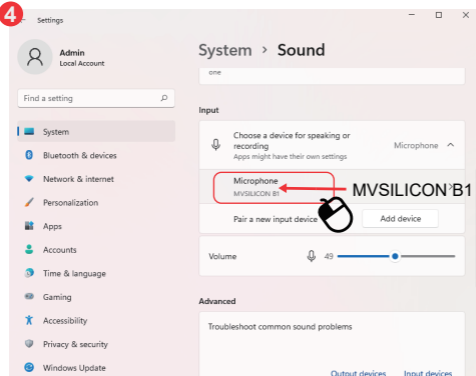 4
Settings
Admin
Local Account
Find a setting
System
Bluetooth & devices
Network & internet
Personalization
Apps
Accounts
Time & language
Gaming
Accessibility
Privacy & security
Windows Update
System > Sound
one
Input
Choose a device for speaking or
recording
Apps might have their own settings
Microphone
Microphone
MVSILICON B1
MVSILICON B1
Pair a new input device
Add device
Volume
49
Advanced
Troubleshoot common sound problems
Output devices
Input devices